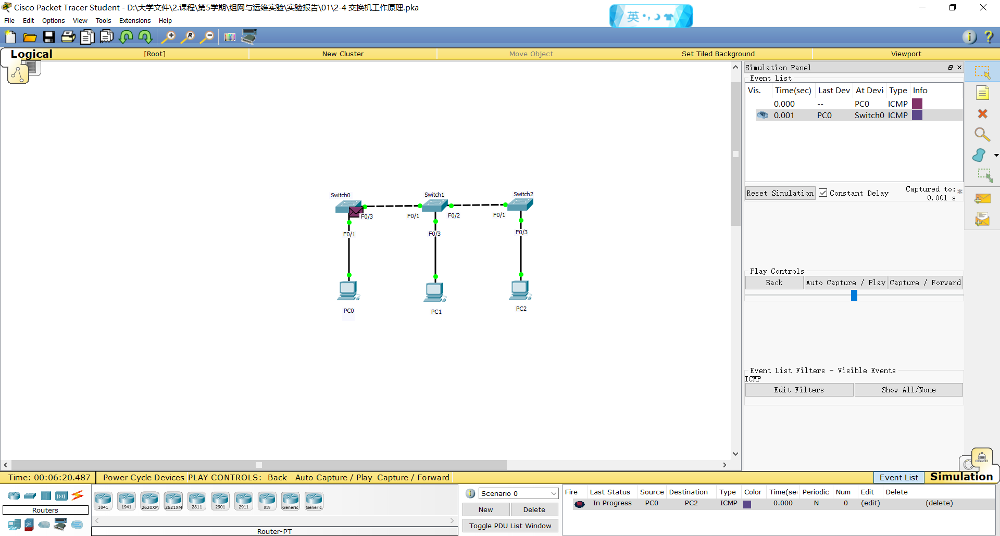 Cisco Packet Tracer Student - D:\大学文件\2.课程\第5学期\组网与运维实验\实验报告\01\2-4 交换机工作原理.pka
英
File Edit Options View Tools Extensions Help
Logical [Root] New Cluster Move Object Set Tiled Background Viewport
Simulation Panel
Event List
Vis. Time(sec) Last Dev At Devi Type Info
0.000 -- PC0 ICMP
0.001 PC0 Switch0 ICMP
Reset Simulation Constant Delay Captured to: *
0.001 s
Switch0 Switch1 Switch2
F0/3 F0/1 F0/2 F0/1
F0/1 F0/3 F0/3
PC0 PC1 PC2
Play Controls
Back Auto Capture / Play Capture / Forward
Event List Filters - Visible Events
ICMP
Edit Filters Show All/None
Time: 00:06:20.487 Power Cycle Devices PLAY CONTROLS: Back Auto Capture / Play Capture / Forward Event List Simulation
Routers
1841 1941 2620XM 2621XM 2811 2901 2911 819 Generic Generic
Router-PT
Scenario 0
New Delete
Toggle PDU List Window
Fire Last Status Source Destination Type Color Time(sec Periodic Num Edit Delete
In Progress PC0 PC2 ICMP 0.000 N 0 (edit) (delete)